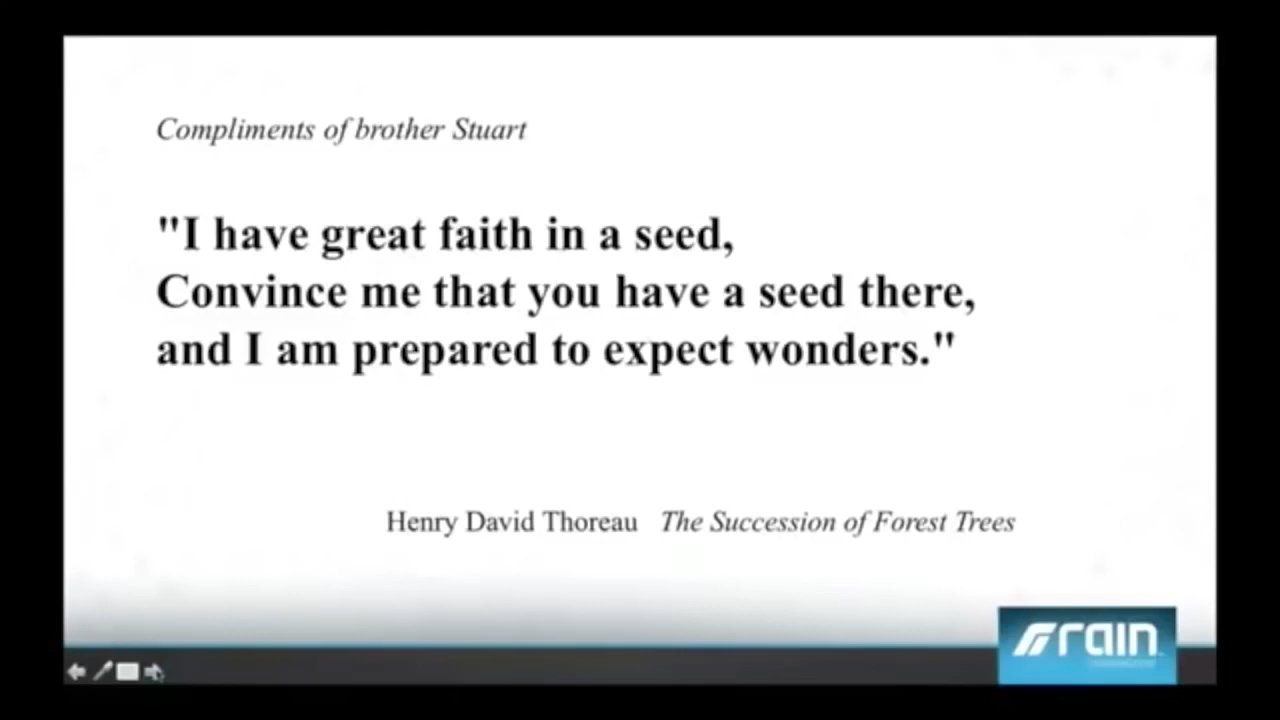 Compliments of brother Stuart
"I have great faith in a seed,
Convince me that you have a seed there,
and I am prepared to expect wonders."
Henry David Thoreau The Succession of Forest Trees
rain